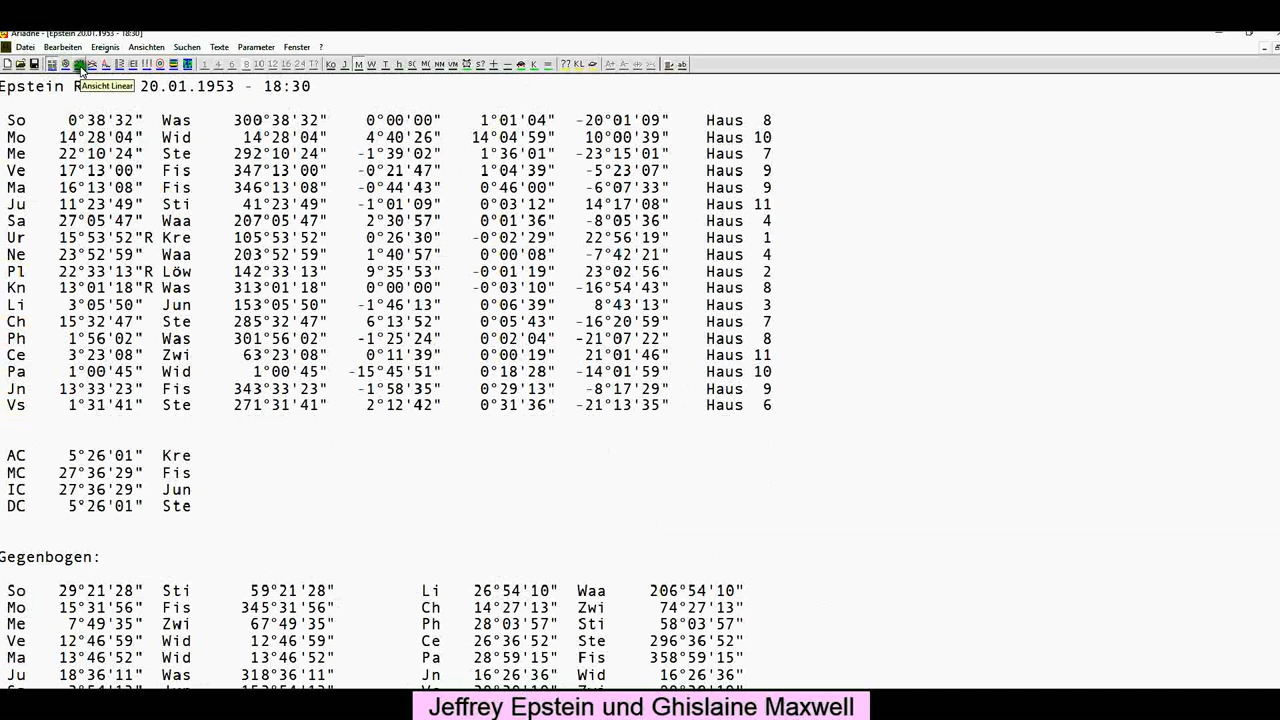 Ariadne - [Epstein 20.01.1953 - 18:30]
Datei Bearbeiten Ereignis Ansichten Suchen Texte Parameter Fenster ?
Ansicht Linear
Epstein R 20.01.1953 - 18:30
So 0°38'32" Was 300°38'32" 0°00'00" 1°01'04" -20°01'09" Haus 8
Mo 14°28'04" Wid 14°28'04" 4°40'26" 14°04'59" 10°00'39" Haus 10
Me 22°10'24" Ste 292°10'24" -1°39'02" 1°36'01" -23°15'01" Haus 7
Ve 17°13'00" Fis 347°13'00" -0°21'47" 1°04'39" -5°23'07" Haus 9
Ma 16°13'08" Fis 346°13'08" -0°44'43" 0°46'00" -6°07'33" Haus 9
Ju 11°23'49" Sti 41°23'49" -1°01'09" 0°03'12" 14°17'08" Haus 11
Sa 27°05'47" Waa 207°05'47" 2°30'57" 0°01'36" -8°05'36" Haus 4
Ur 15°53'52"R Kre 105°53'52" 0°26'30" -0°02'29" 22°56'19" Haus 1
Ne 23°52'59" Waa 203°52'59" 1°40'57" 0°00'08" -7°42'21" Haus 4
Pl 22°33'13"R Löw 142°33'13" 9°35'53" -0°01'19" 23°02'56" Haus 2
Kn 13°01'18"R Was 313°01'18" 0°00'00" -0°03'10" -16°54'43" Haus 8
Li 3°05'50" Jun 153°05'50" -1°46'13" 0°06'39" 8°43'13" Haus 3
Ch 15°32'47" Ste 285°32'47" 6°13'52" 0°05'43" -16°20'59" Haus 7
Ph 1°56'02" Was 301°56'02" -1°25'24" 0°02'04" -21°07'22" Haus 8
Ce 3°23'08" Zwi 63°23'08" 0°11'39" 0°00'19" 21°01'46" Haus 11
Pa 1°00'45" Wid 1°00'45" -15°45'51" 0°18'28" -14°01'59" Haus 10
Jn 13°33'23" Fis 343°33'23" -1°58'35" 0°29'13" -8°17'29" Haus 9
Vs 1°31'41" Ste 271°31'41" 2°12'42" 0°31'36" -21°13'35" Haus 6
AC 5°26'01" Kre
MC 27°36'29" Fis
IC 27°36'29" Jun
DC 5°26'01" Ste
Gegenbogen:
So 29°21'28" Sti 59°21'28" Li 26°54'10" Waa 206°54'10"
Mo 15°31'56" Fis 345°31'56" Ch 14°27'13" Zwi 74°27'13"
Me 7°49'35" Zwi 67°49'35" Ph 28°03'57" Sti 58°03'57"
Ve 12°46'59" Wid 12°46'59" Ce 26°36'52" Ste 296°36'52"
Ma 13°46'52" Wid 13°46'52" Pa 28°59'15" Fis 358°59'15"
Ju 18°36'11" Was 318°36'11" Jn 16°26'36" Wid 16°26'36"
Jeffrey Epstein und Ghislaine Maxwell